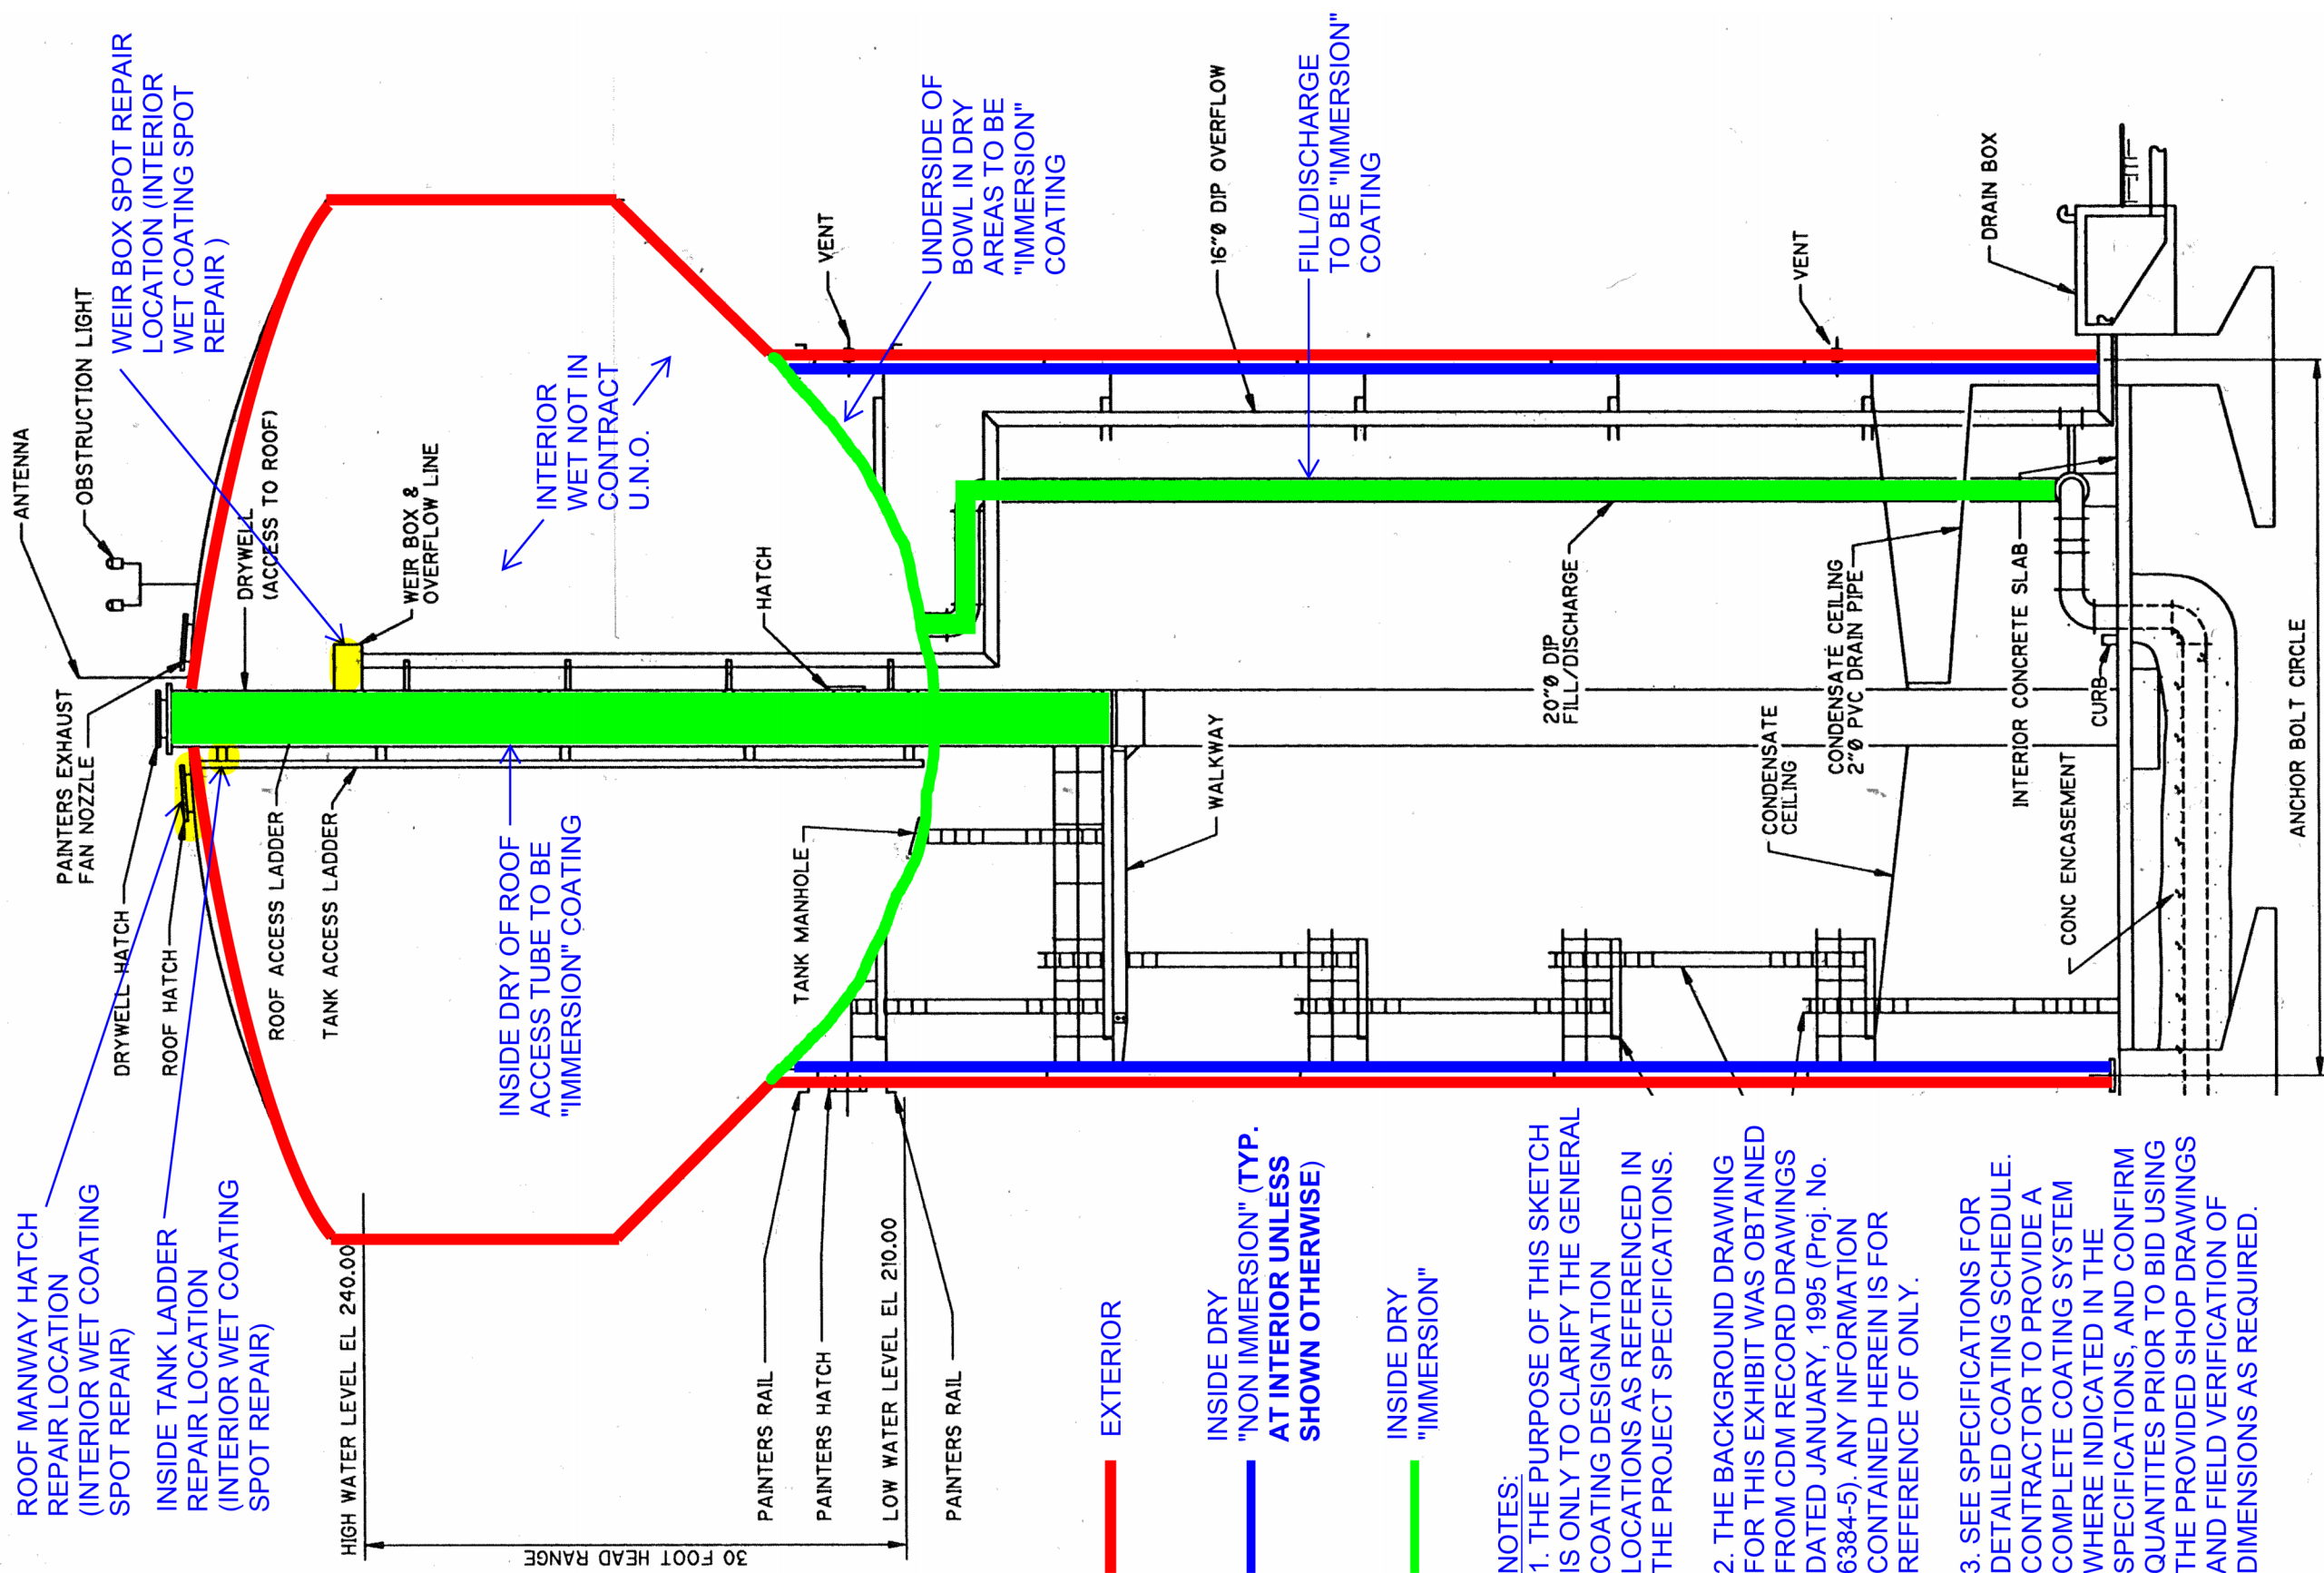 ROOF MANWAY HATCH
REPAIR LOCATION
(INTERIOR WET COATING
SPOT REPAIR)
INSIDE TANK LADDER
REPAIR LOCATION
(INTERIOR WET COATING
SPOT REPAIR)
PAINTERS EXHAUST
FAN NOZZLE
ANTENNA
OBSTRUCTION LIGHT
WEIR BOX SPOT REPAIR
LOCATION (INTERIOR
WET COATING SPOT
REPAIR )
DRYWELL HATCH
ROOF HATCH
ROOF ACCESS LADDER
TANK ACCESS LADDER
DRYWELL
(ACCESS TO ROOF)
WEIR BOX &
OVERFLOW LINE
INTERIOR
WET NOT IN
CONTRACT
U.N.O.
INSIDE DRY OF ROOF
ACCESS TUBE TO BE
"IMMERSION" COATING
HATCH
TANK MANHOLE
VENT
UNDERSIDE OF
BOWL IN DRY
AREAS TO BE
"IMMERSION"
COATING
HIGH WATER LEVEL EL 240.00
30 FOOT HEAD RANGE
PAINTERS RAIL
PAINTERS HATCH
LOW WATER LEVEL EL 210.00
PAINTERS RAIL
16"Ø DIP OVERFLOW
FILL/DISCHARGE
TO BE "IMMERSION"
COATING
WALKWAY
20"Ø DIP
FILL/DISCHARGE
VENT
CONDENSATE
CEILING
CONDENSATE CEILING
2"Ø PVC DRAIN PIPE
DRAIN BOX
INTERIOR CONCRETE SLAB
CURB
CONC ENCASEMENT
ANCHOR BOLT CIRCLE
EXTERIOR
INSIDE DRY
"NON IMMERSION" (TYP.
AT INTERIOR UNLESS
SHOWN OTHERWISE)
INSIDE DRY
"IMMERSION"
NOTES:
1. THE PURPOSE OF THIS SKETCH
IS ONLY TO CLARIFY THE GENERAL
COATING DESIGNATION
LOCATIONS AS REFERENCED IN
THE PROJECT SPECIFICATIONS.
2. THE BACKGROUND DRAWING
FOR THIS EXHIBIT WAS OBTAINED
FROM CDM RECORD DRAWINGS
DATED JANUARY, 1995 (Proj. No.
6384-5). ANY INFORMATION
CONTAINED HEREIN IS FOR
REFERENCE OF ONLY.
3. SEE SPECIFICATIONS FOR
DETAILED COATING SCHEDULE.
CONTRACTOR TO PROVIDE A
COMPLETE COATING SYSTEM
WHERE INDICATED IN THE
SPECIFICATIONS, AND CONFIRM
QUANTITES PRIOR TO BID USING
THE PROVIDED SHOP DRAWINGS
AND FIELD VERIFICATION OF
DIMENSIONS AS REQUIRED.